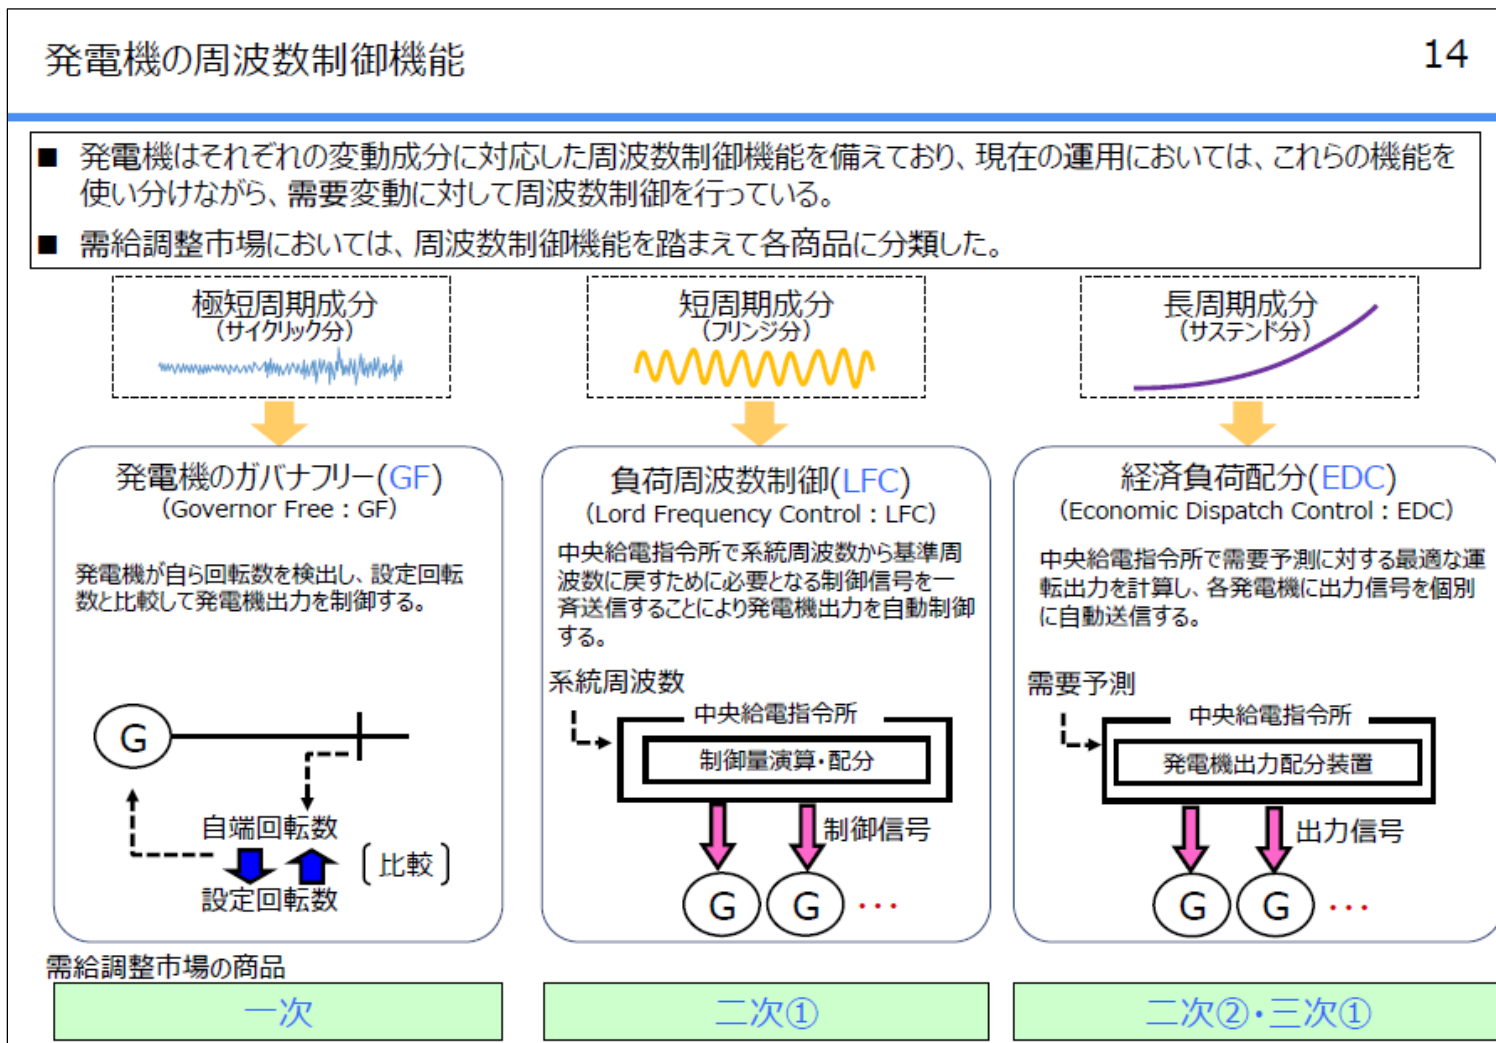 発電機の周波数制御機能
14
■ 発電機はそれぞれの変動成分に対応した周波数制御機能を備えており、現在の運用においては、これらの機能を
使い分けながら、需要変動に対して周波数制御を行っている。
■ 需給調整市場においては、周波数制御機能を踏まえて各商品に分類した。
極短周期成分
（サイクリック分）
短周期成分
（フリンジ分）
長周期成分
（サステンド分）
発電機のガバナフリー(GF)
（Governor Free：GF）
発電機が自ら回転数を検出し、設定回転
数と比較して発電機出力を制御する。
G
自端回転数
〔比較〕
設定回転数
負荷周波数制御(LFC)
（Lord Frequency Control：LFC）
中央給電指令所で系統周波数から基準周
波数に戻すために必要となる制御信号を一
斉送信することにより発電機出力を自動制御
する。
系統周波数
中央給電指令所
制御量演算・配分
制御信号
G G ・・・
経済負荷配分(EDC)
（Economic Dispatch Control：EDC）
中央給電指令所で需要予測に対する最適な運
転出力を計算し、各発電機に出力信号を個別
に自動送信する。
需要予測
中央給電指令所
発電機出力配分装置
出力信号
G G ・・・
需給調整市場の商品
一次
二次①
二次②・三次①